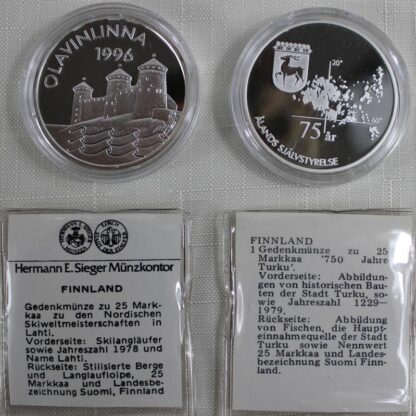 OLAVINLINNA
1996
20°
60°
75 år
ÅLANDS SJÄLVSTYRELSE
Hermann E. Sieger Münzkontor
FINNLAND
Gedenkmünze zu 25 Mark-
kaa zu den Nordischen
Skiweltmeisterschaften in
Lahti.
Vorderseite: Skilangläufer
sowie Jahreszahl 1978 und
Name Lahti.
Rückseite: Stilisierte Berge
und Langlaufloipe, 25
Markkaa und Landesbe-
zeichnung Suomi, Finnland
FINNLAND
1 Gedenkmünze zu 25
Markkaa '750 Jahre
Turku'.
Vorderseite: Abbildun-
gen von historischen Bau-
ten der Stadt Turku, so-
wie Jahreszahl 1229-
1979.
Rückseite: Abbildung
von Fischen, die Haupt-
einnahmequelle der Stadt
Turku sowie Nennwert
25 Markkaa und Landes-
bezeichnung Suomi Finn-
land.